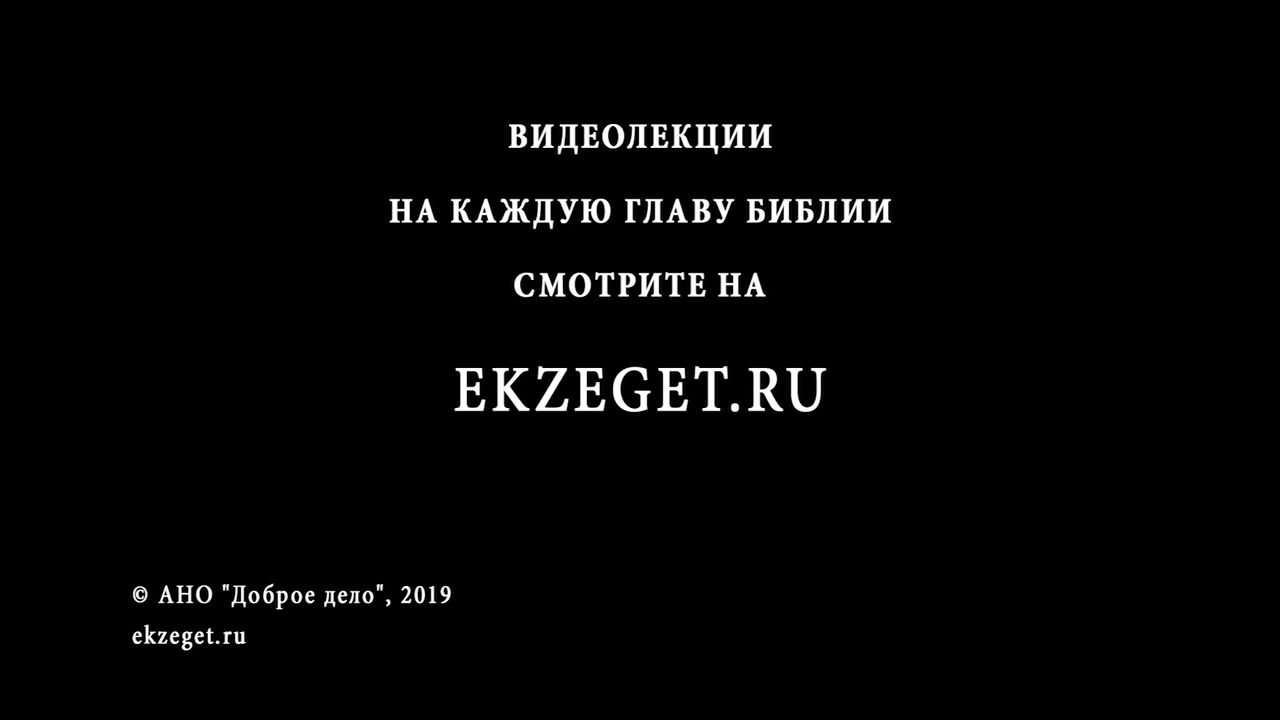 ВИДЕОЛЕКЦИИ
НА КАЖДУЮ ГЛАВУ БИБЛИИ
СМОТРИТЕ НА
EKZEGET.RU
© АНО "Доброе дело", 2019
ekzeget.ru